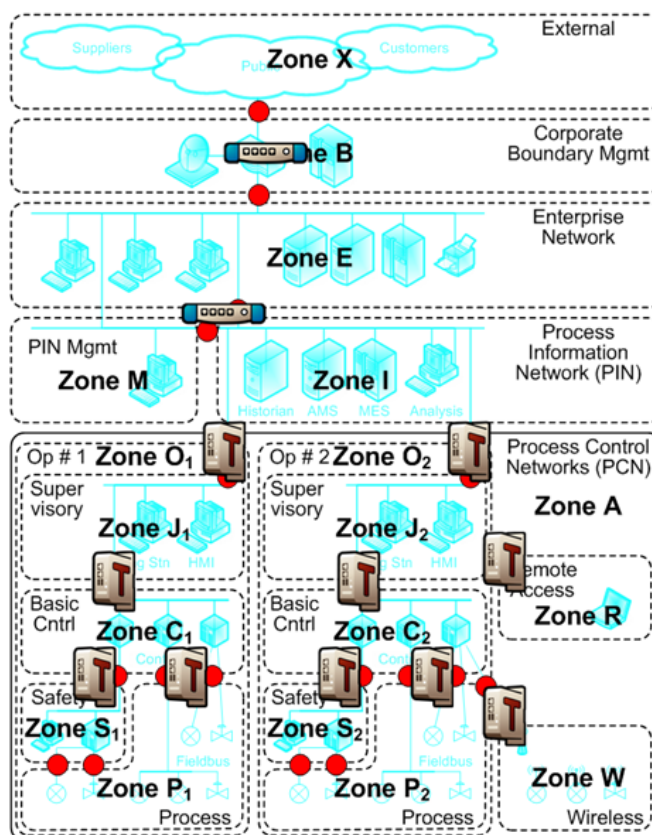 Suppliers
Customers
External
Zone X
Corporate
Boundary Mgmt
Enterprise
Network
Zone E
PIN Mgmt
Zone M
Zone I
Process
Information
Network (PIN)
Historian AMS MES Analysis
Op # 1 Zone O1
Op # 2 Zone O2
Process Control
Networks (PCN)
Super
visory
Super
visory
Zone A
Zone J1
Zone J2
Stn HMI
Stn HMI
Access
Zone R
Basic
Cntrl
Basic
Cntrl
Zone C1
Zone C2
Safety
Safety
Zone S1
Zone S2
Fieldbus
Fieldbus
Zone P1
Zone P2
Zone W
Process
Process
Wireless